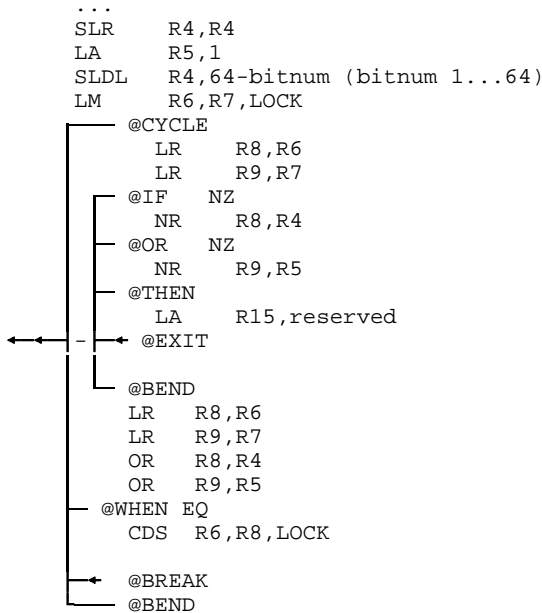 ...
SLR R4,R4
LA R5,1
SLDL R4,64-bitnum (bitnum 1...64)
LM R6,R7,LOCK
@CYCLE
LR R8,R6
LR R9,R7
@IF NZ
NR R8,R4
@OR NZ
NR R9,R5
@THEN
LA R15,reserved
- @EXIT
@BEND
LR R8,R6
LR R9,R7
OR R8,R4
OR R9,R5
@WHEN EQ
CDS R6,R8,LOCK
@BREAK
@BEND